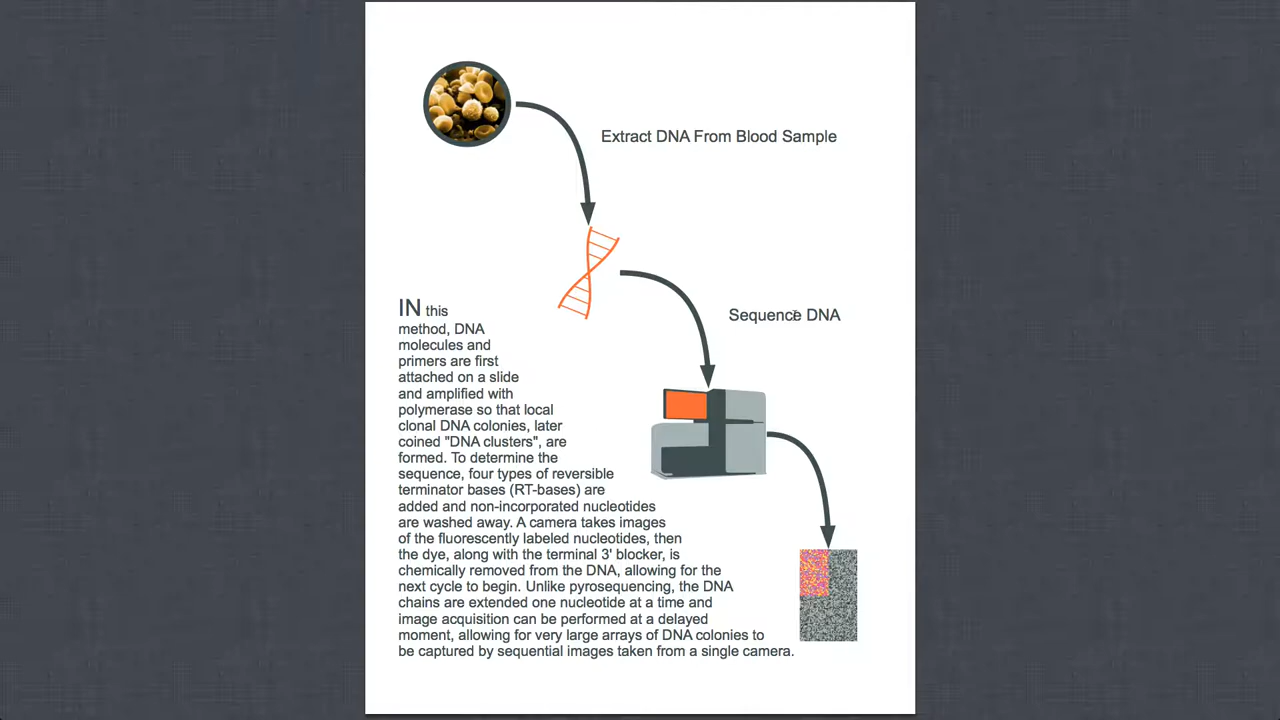 Extract DNA From Blood Sample
Sequence DNA
IN this
method, DNA
molecules and
primers are first
attached on a slide
and amplified with
polymerase so that local
clonal DNA colonies, later
coined "DNA clusters", are
formed. To determine the
sequence, four types of reversible
terminator bases (RT-bases) are
added and non-incorporated nucleotides
are washed away. A camera takes images
of the fluorescently labeled nucleotides, then
the dye, along with the terminal 3' blocker, is
chemically removed from the DNA, allowing for the
next cycle to begin. Unlike pyrosequencing, the DNA
chains are extended one nucleotide at a time and
image acquisition can be performed at a delayed
moment, allowing for very large arrays of DNA colonies to
be captured by sequential images taken from a single camera.